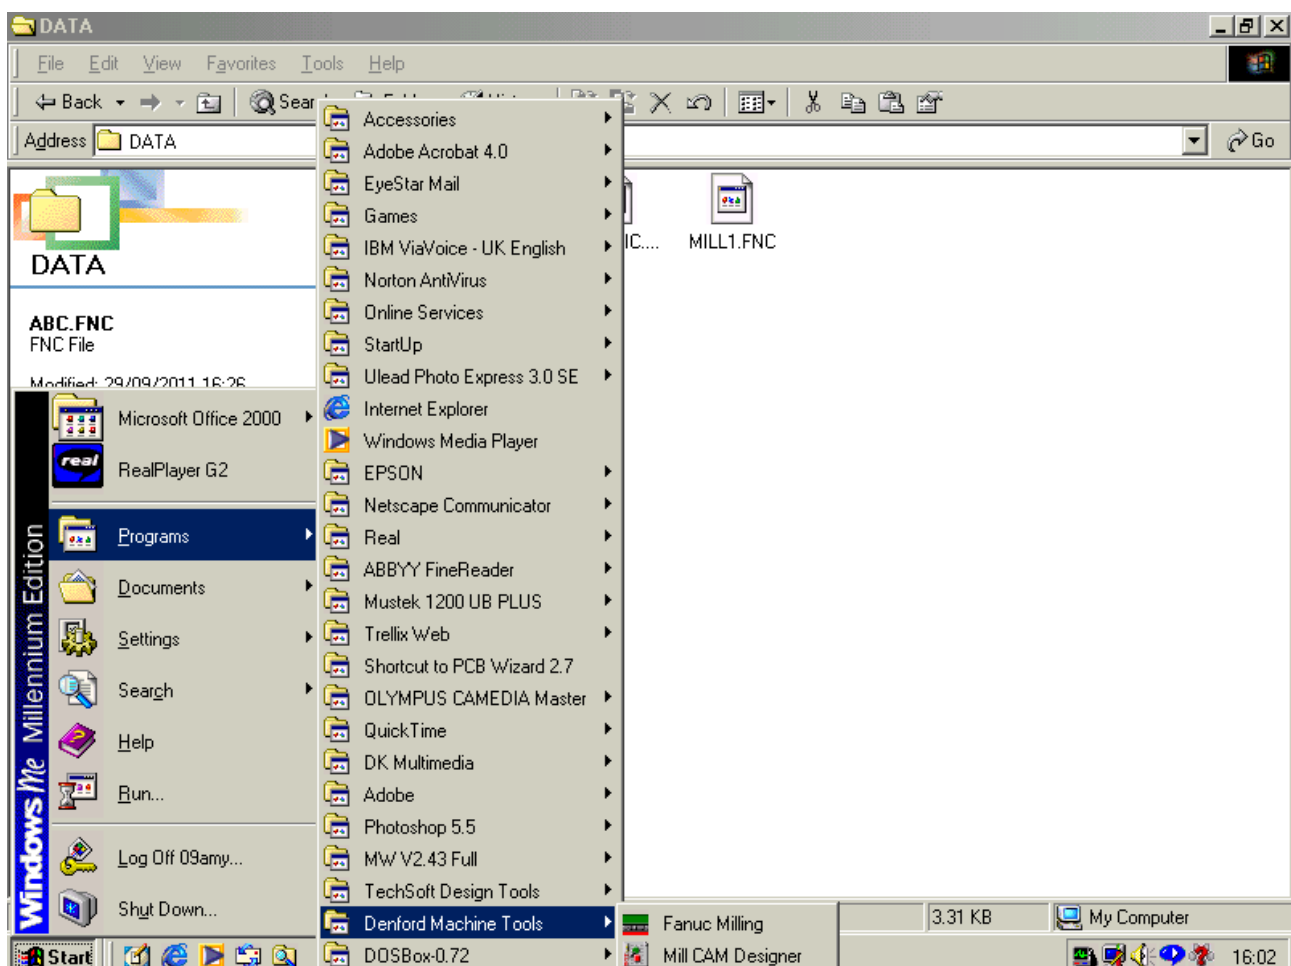 DATA
File Edit View Favorites Tools Help
Back
Address DATA
Go
DATA
ABC.FNC
FNC File
Modified: 29/09/2011 16:26
MILL1.FNC
Accessories
Adobe Acrobat 4.0
EyeStar Mail
Games
IBM ViaVoice - UK English
Norton AntiVirus
Online Services
StartUp
Ulead Photo Express 3.0 SE
Internet Explorer
Windows Media Player
EPSON
Netscape Communicator
Real
ABBYY FineReader
Mustek 1200 UB PLUS
Trellix Web
Shortcut to PCB Wizard 2.7
OLYMPUS CAMEDIA Master
QuickTime
DK Multimedia
Adobe
Photoshop 5.5
MW V2.43 Full
TechSoft Design Tools
Denford Machine Tools
DOSBox-0.72
Fanuc Milling
Mill CAM Designer
Microsoft Office 2000
real
RealPlayer G2
Programs
Documents
Settings
Search
Help
Run...
Log Off 09amy...
Shut Down...
Windows Me Millennium Edition
3.31 KB
My Computer
Start
16:02